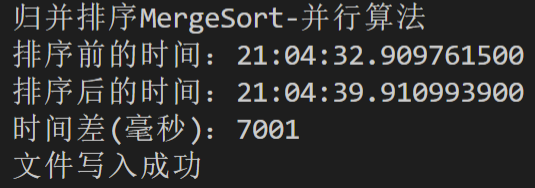 归并排序MergeSort-并行算法
排序前的时间：21:04:32.909761500
排序后的时间：21:04:39.910993900
时间差(毫秒)：7001
文件写入成功